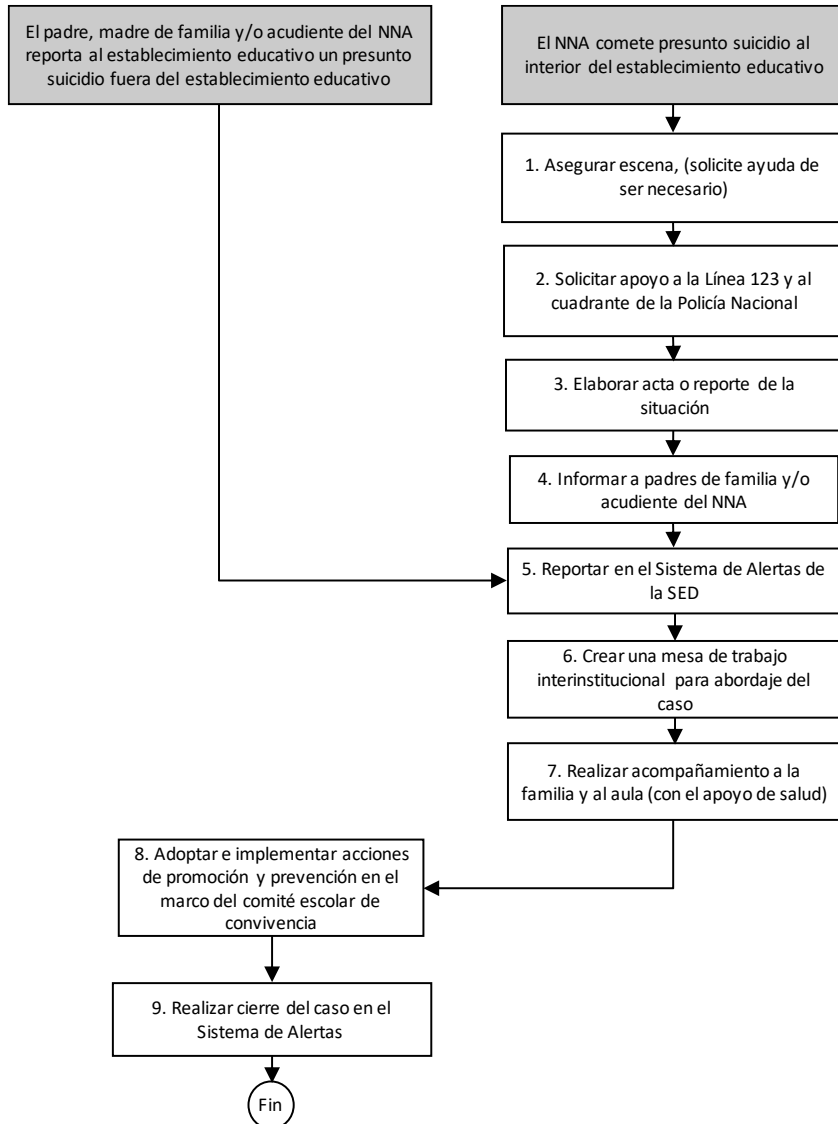 El padre, madre de familia y/o acudiente del NNA
reporta al establecimiento educativo un presunto
suicidio fuera del establecimiento educativo
El NNA comete presunto suicidio al
interior del establecimiento educativo
1. Asegurar escena, (solicite ayuda de
ser necesario)
2. Solicitar apoyo a la Línea 123 y al
cuadrante de la Policía Nacional
3. Elaborar acta o reporte de la
situación
4. Informar a padres de familia y/o
acudiente del NNA
5. Reportar en el Sistema de Alertas de
la SED
6. Crear una mesa de trabajo
interinstitucional para abordaje del
caso
7. Realizar acompañamiento a la
familia y al aula (con el apoyo de salud)
8. Adoptar e implementar acciones
de promoción y prevención en el
marco del comité escolar de
convivencia
9. Realizar cierre del caso en el
Sistema de Alertas
Fin